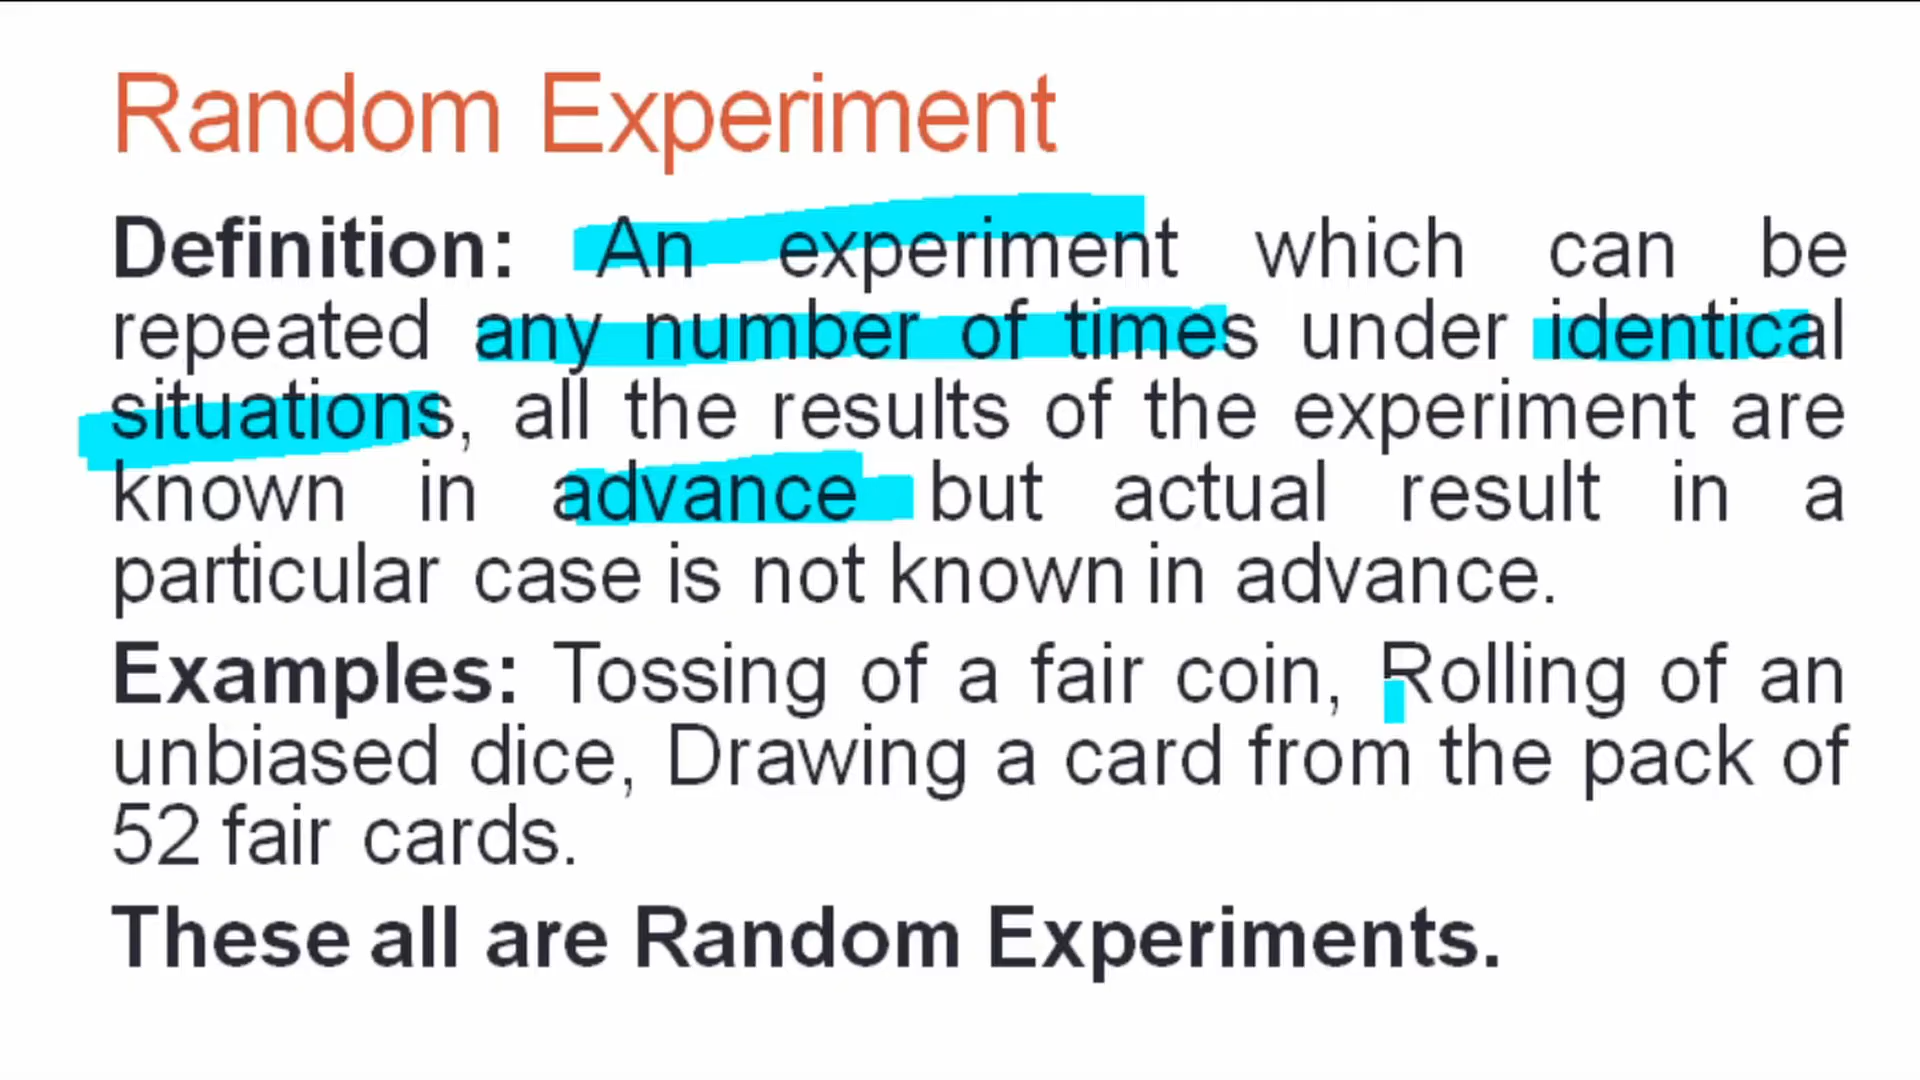 Random Experiment
Definition: An experiment which can be
repeated any number of times under identical
situations, all the results of the experiment are
known in advance but actual result in a
particular case is not known in advance.
Examples: Tossing of a fair coin, Rolling of an
unbiased dice, Drawing a card from the pack of
52 fair cards.
These all are Random Experiments.